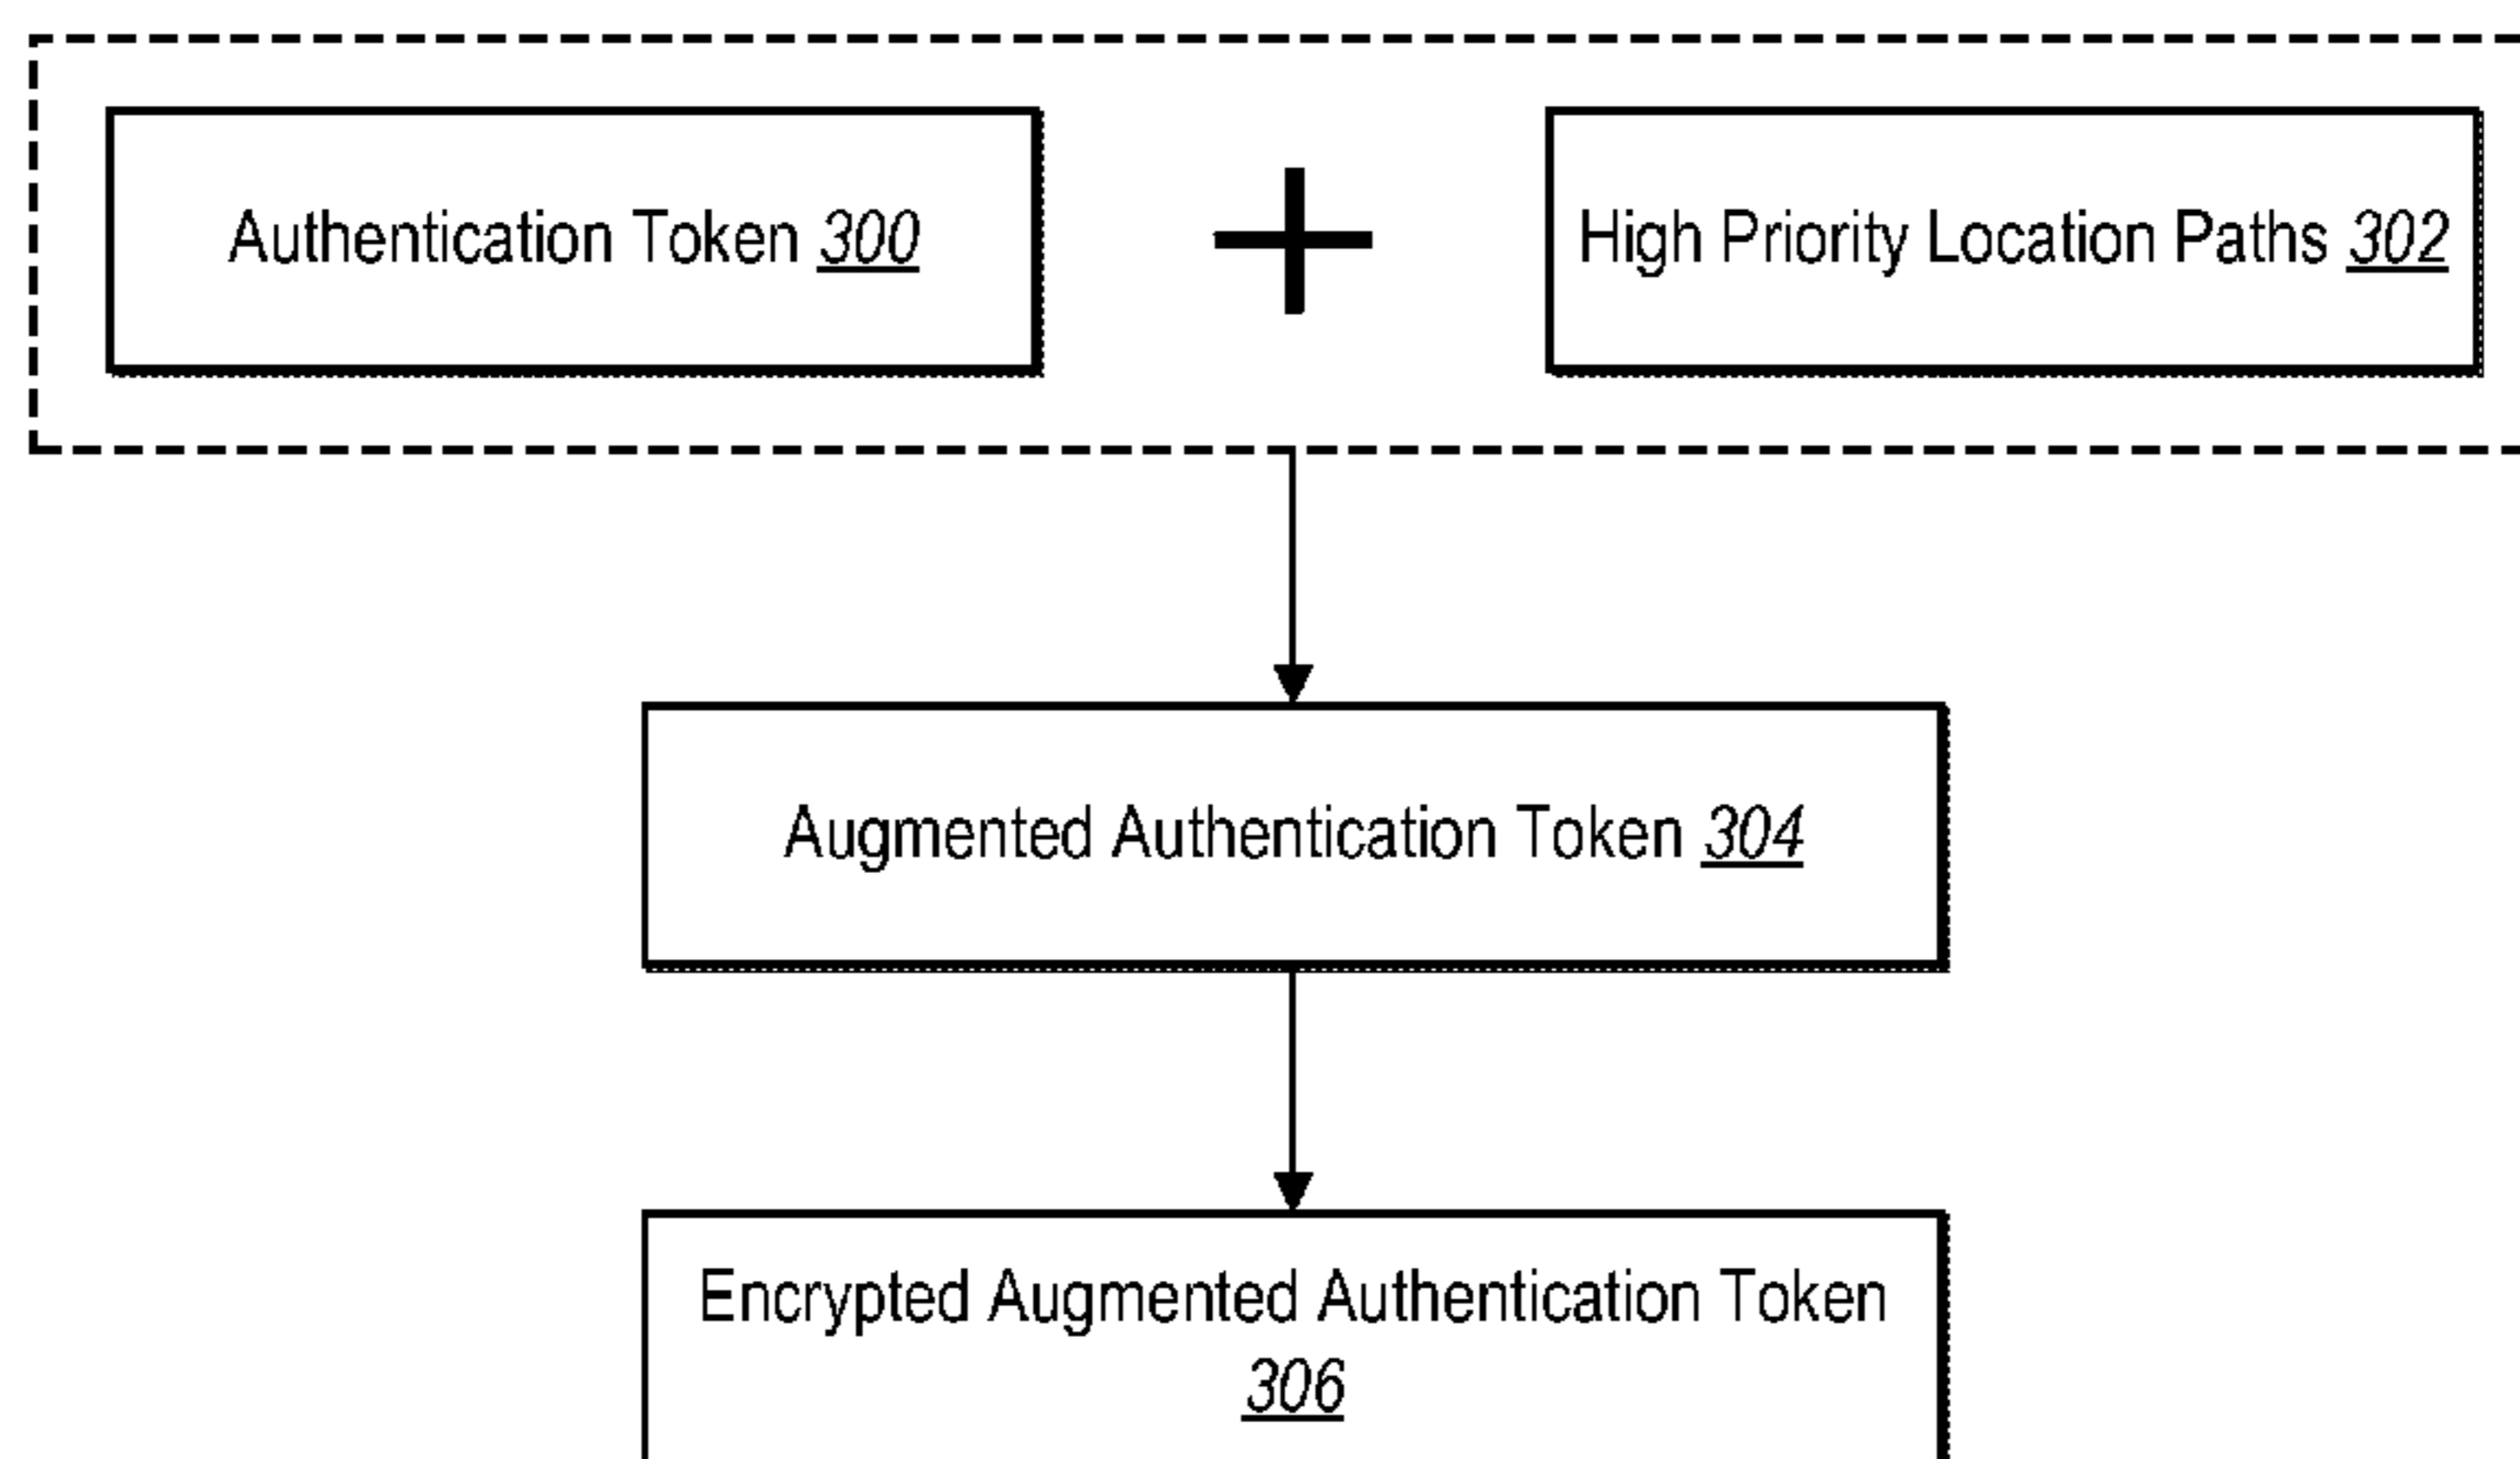 Authentication Token 300
+
High Priority Location Paths 302
Augmented Authentication Token 304
Encrypted Augmented Authentication Token
306